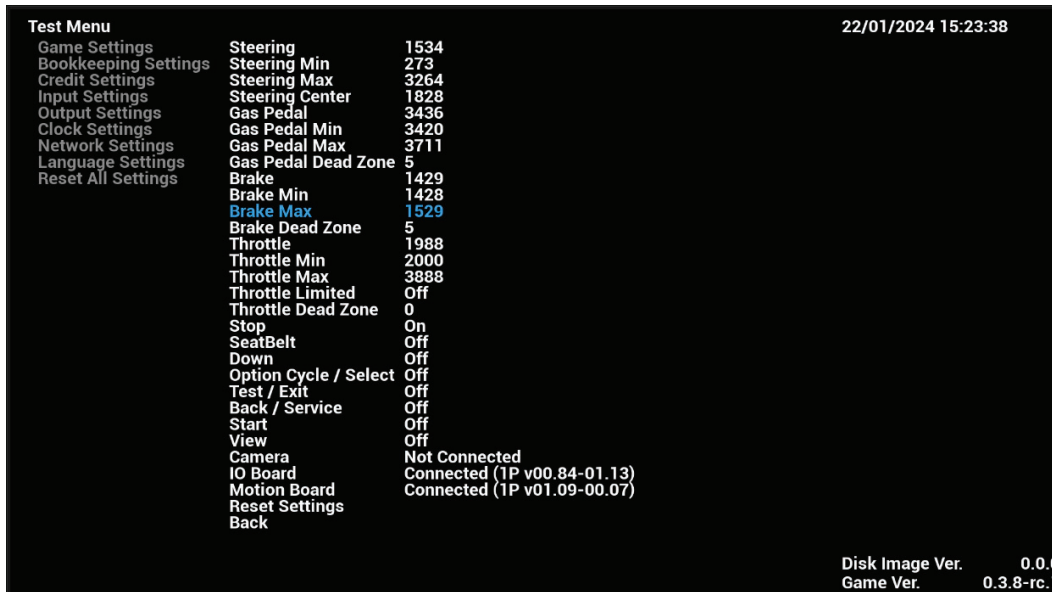 Test Menu 22/01/2024 15:23:38
Game Settings Steering 1534
Bookkeeping Settings Steering Min 273
Credit Settings Steering Max 3264
Input Settings Steering Center 1828
Output Settings Gas Pedal 3436
Clock Settings Gas Pedal Min 3420
Network Settings Gas Pedal Max 3711
Language Settings Gas Pedal Dead Zone 5
Reset All Settings Brake 1429
Brake Min 1428
Brake Max 1529
Brake Dead Zone 5
Throttle 1988
Throttle Min 2000
Throttle Max 3888
Throttle Limited Off
Throttle Dead Zone 0
Stop On
SeatBelt Off
Down Off
Option Cycle / Select Off
Test / Exit Off
Back / Service Off
Start Off
View Off
Camera Not Connected
IO Board Connected (1P v00.84-01.13)
Motion Board Connected (1P v01.09-00.07)
Reset Settings
Back
Disk Image Ver. 0.0.
Game Ver. 0.3.8-rc.